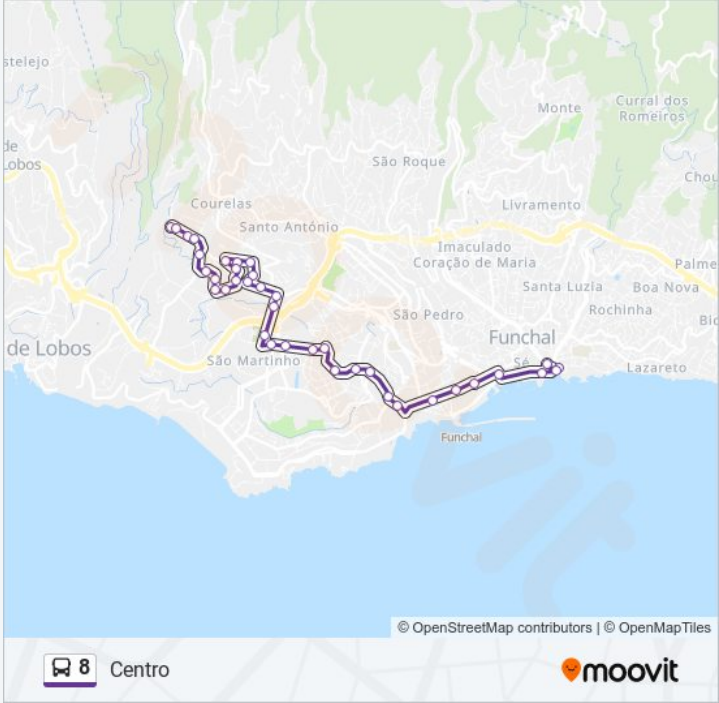 stelejo
Monte
Curral dos
Romeiros
de
Lobos
São Roque
Chou
Courelas
Livramento
Santo António
Imaculado
Coração de Maria
Palme
Santa Luzia
Boa Nova
Rochinha
São Pedro
Bic
Funchal
de Lobos
São Martinho
Sé
Lazareto
Funchal
© OpenStreetMap contributors | © OpenMapTiles
8 Centro
moovit